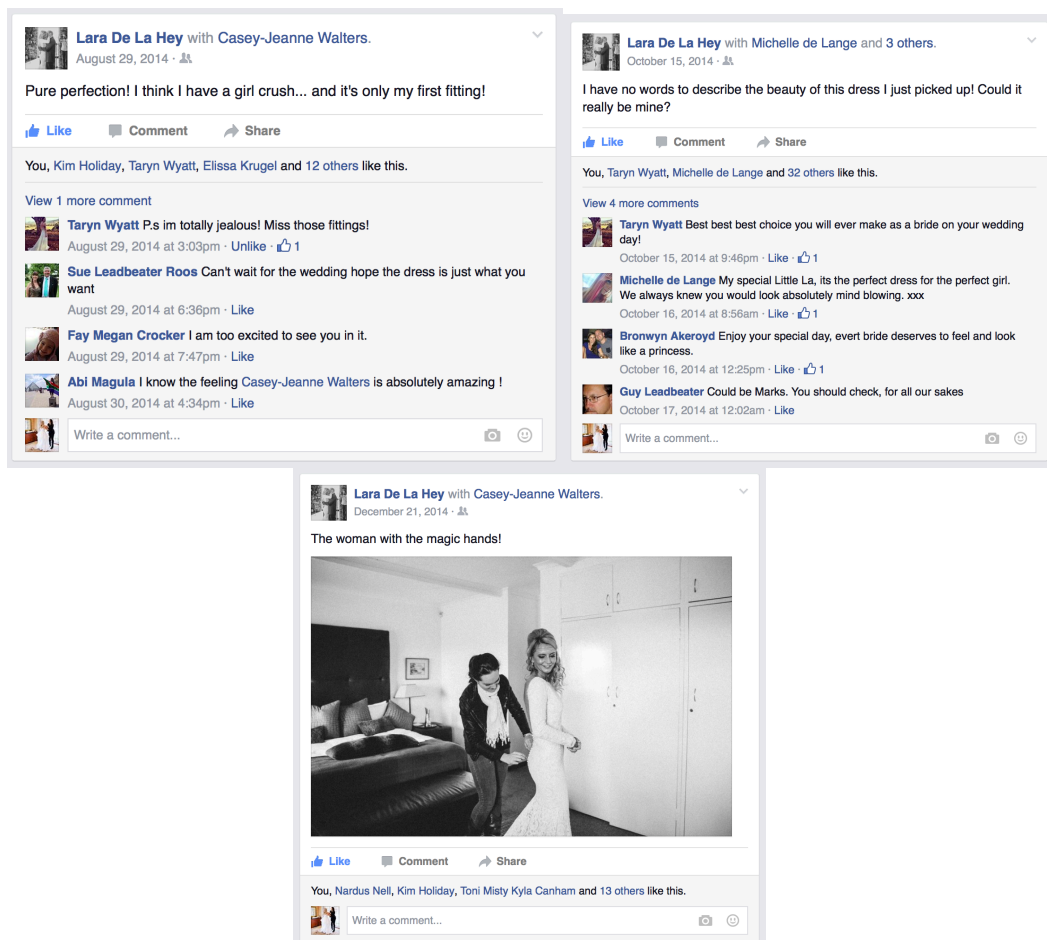 Lara De La Hey with Casey-Jeanne Walters.
August 29, 2014 ·
Pure perfection! I think I have a girl crush... and it's only my first fitting!
Like Comment Share
You, Kim Holiday, Taryn Wyatt, Elissa Krugel and 12 others like this.
View 1 more comment
Taryn Wyatt P.s im totally jealous! Miss those fittings!
August 29, 2014 at 3:03pm · Unlike · 1
Sue Leadbeater Roos Can't wait for the wedding hope the dress is just what you
want
August 29, 2014 at 6:36pm · Like
Fay Megan Crocker I am too excited to see you in it.
August 29, 2014 at 7:47pm · Like
Abi Magula I know the feeling Casey-Jeanne Walters is absolutely amazing !
August 30, 2014 at 4:34pm · Like
Write a comment...
Lara De La Hey with Michelle de Lange and 3 others.
October 15, 2014 ·
I have no words to describe the beauty of this dress I just picked up! Could it
really be mine?
Like Comment Share
You, Taryn Wyatt, Michelle de Lange and 32 others like this.
View 4 more comments
Taryn Wyatt Best best best choice you will ever make as a bride on your wedding
day!
October 15, 2014 at 9:46pm · Like · 1
Michelle de Lange My special Little La, its the perfect dress for the perfect girl.
We always knew you would look absolutely mind blowing. xxx
October 16, 2014 at 8:56am · Like · 1
Bronwyn Akeroyd Enjoy your special day, evert bride deserves to feel and look
like a princess.
October 16, 2014 at 12:25pm · Like · 1
Guy Leadbeater Could be Marks. You should check, for all our sakes
October 17, 2014 at 12:02am · Like
Write a comment...
Lara De La Hey with Casey-Jeanne Walters.
December 21, 2014 ·
The woman with the magic hands!
Like Comment Share
You, Nardus Nell, Kim Holiday, Toni Misty Kyla Canham and 13 others like this.
Write a comment...